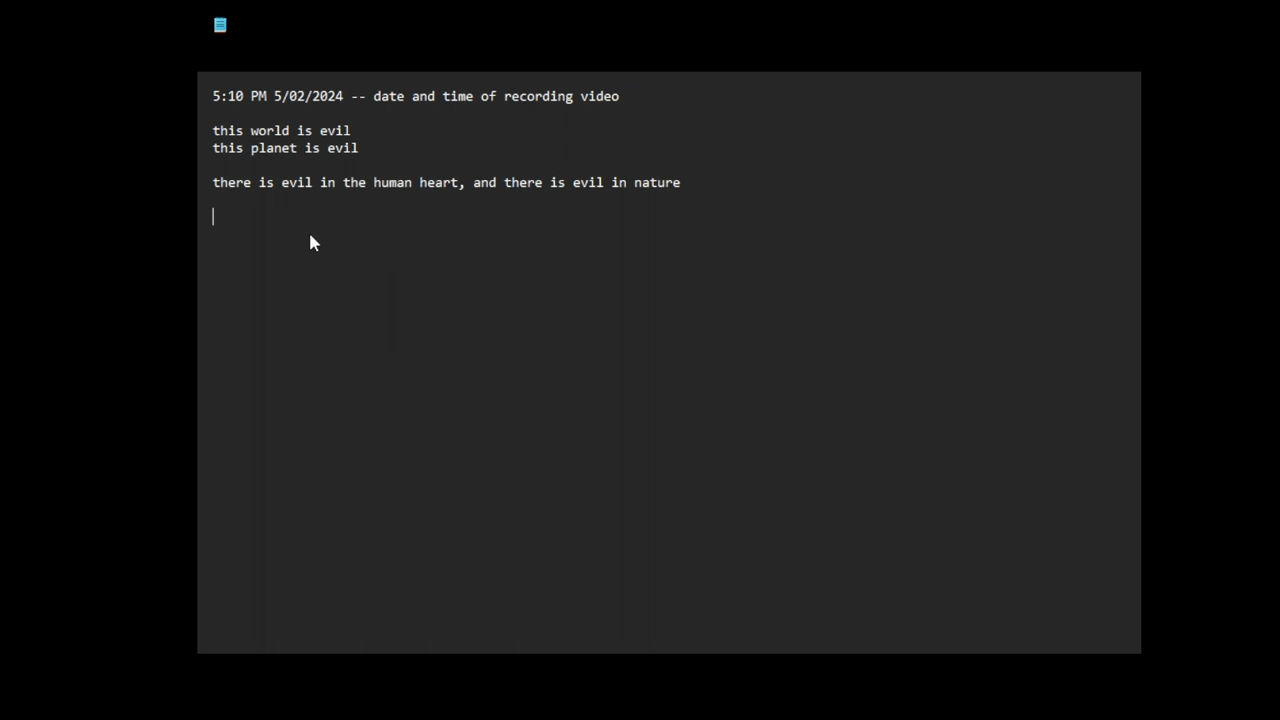 5:10 PM 5/02/2024 -- date and time of recording video
this world is evil
this planet is evil
there is evil in the human heart, and there is evil in nature